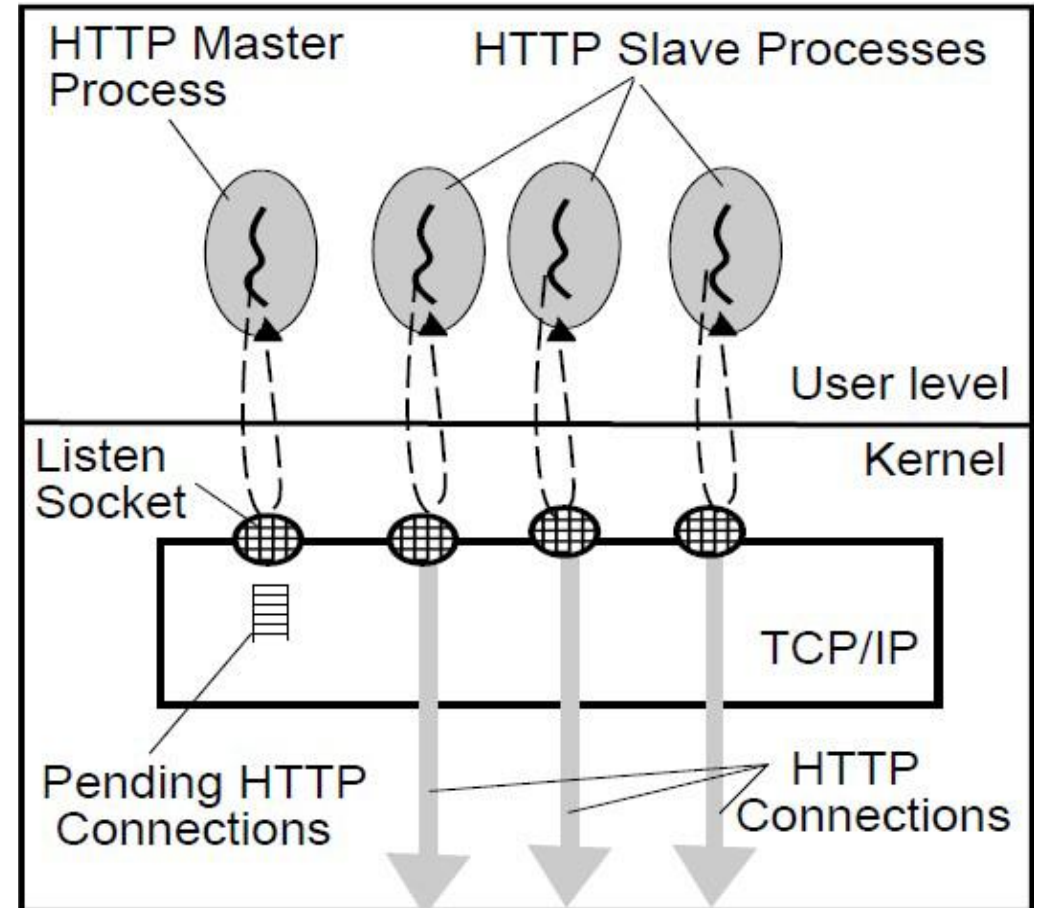 HTTP Master
Process
HTTP Slave Processes
User level
Kernel
Listen
Socket
TCP/IP
Pending HTTP
Connections
HTTP
Connections